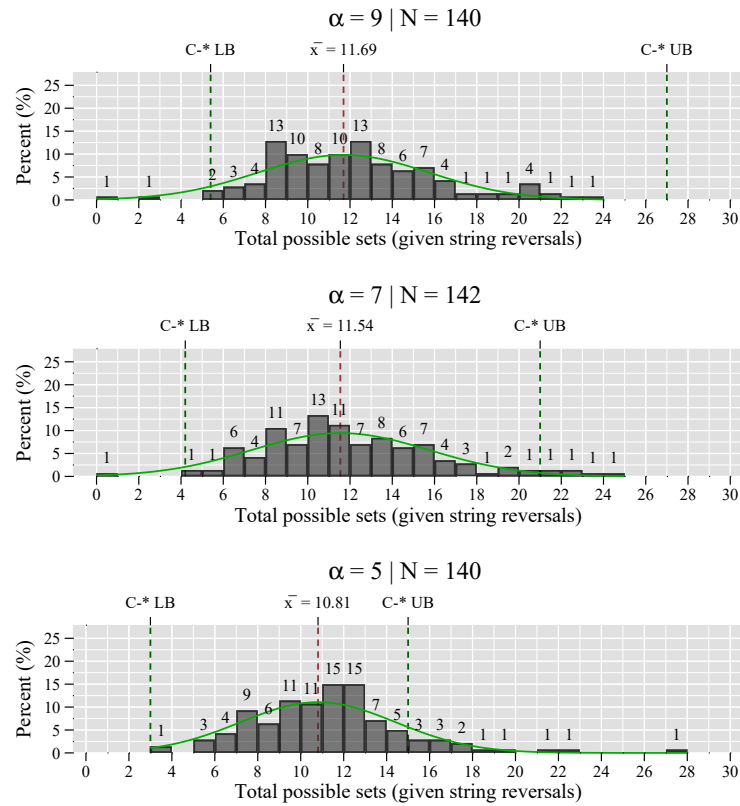 α = 9 | N = 140
C-* LB x̄ = 11.69 C-* UB
25
20
15
10
5
0
Percent (%)
1 1 2 3 4 13 10 8 10 13 8 6 7 4 1 1 1 4 1 1 1
0 2 4 6 8 10 12 14 16 18 20 22 24 26 28 30
Total possible sets (given string reversals)
α = 7 | N = 142
C-* LB x̄ = 11.54 C-* UB
25
20
15
10
5
0
Percent (%)
1 1 1 6 4 11 7 13 11 7 8 6 7 4 3 1 2 1 1 1 1 1
0 2 4 6 8 10 12 14 16 18 20 22 24 26 28 30
Total possible sets (given string reversals)
α = 5 | N = 140
C-* LB x̄ = 10.81 C-* UB
25
20
15
10
5
0
Percent (%)
1 3 4 9 6 11 11 15 15 7 5 3 3 2 1 1 1 1 1
0 2 4 6 8 10 12 14 16 18 20 22 24 26 28 30
Total possible sets (given string reversals)